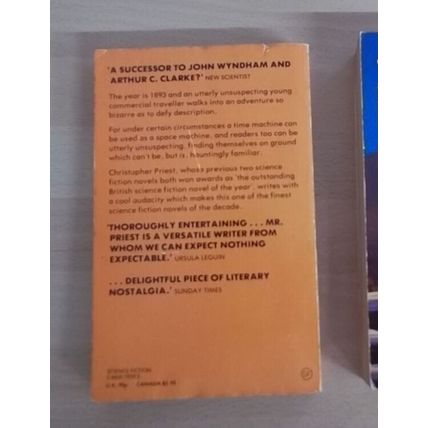 'A SUCCESSOR TO JOHN WYNDHAM AND
ARTHUR C. CLARKE?' NEW SCIENTIST
The year is 1893 and an utterly unsuspecting young
commercial traveller walks into an adventure so
bizarre as to defy description.
For under certain circumstances a time machine can
be used as a space machine, and readers too can be
utterly unsuspecting, finding themselves on ground
which can't be, but is, hauntingly familiar.
Christopher Priest, whose previous two science
fiction novels both won awards as 'the outstanding
British science fiction novel of the year', writes with
a cool audacity which makes this one of the finest
science fiction novels of the decade.
'THOROUGHLY ENTERTAINING ... MR.
PRIEST IS A VERSATILE WRITER FROM
WHOM WE CAN EXPECT NOTHING
EXPECTABLE.' URSULA LEGUIN
... DELIGHTFUL PIECE OF LITERARY
NOSTALGIA.' SUNDAY TIMES
SCIENCE FICTION
U.K. 90p CANADA $1.95